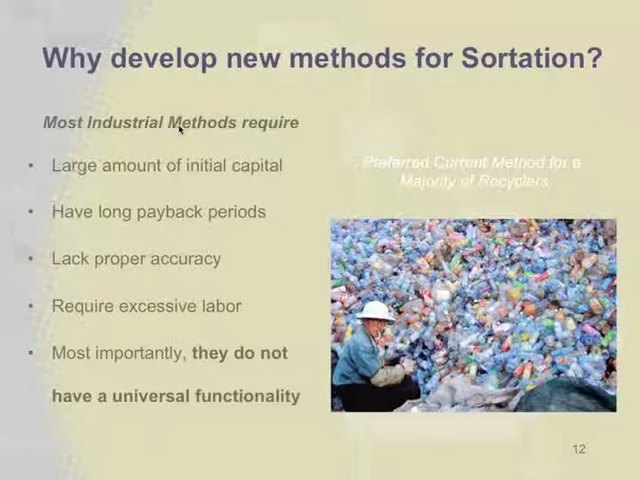 Why develop new methods for Sortation?
Most Industrial Methods require
• Large amount of initial capital
• Have long payback periods
• Lack proper accuracy
• Require excessive labor
• Most importantly, they do not
have a universal functionality
Preferred Current Method for a
Majority of Recyclers
12